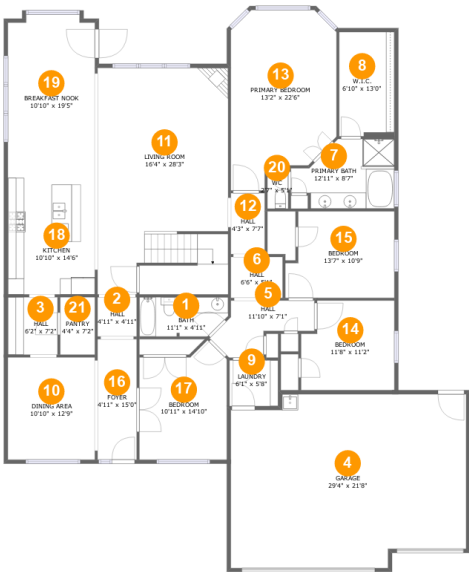 19
BREAKFAST NOOK
10'10" x 19'5"
13
PRIMARY BEDROOM
13'2" x 22'6"
8
W.I.C.
6'10" x 13'0"
11
LIVING ROOM
16'4" x 28'3"
7
PRIMARY BATH
12'11" x 8'7"
20
WC
12
HALL
4'3" x 7'7"
18
KITCHEN
10'10" x 14'6"
15
BEDROOM
13'7" x 10'9"
6
HALL
5
HALL
11'10" x 7'1"
3
HALL
6'2" x 7'2"
21
PANTRY
4'4" x 7'2"
2
HALL
4'11" x 4'11"
1
BATH
11'1" x 4'11"
14
BEDROOM
11'8" x 11'2"
9
LAUNDRY
6'1" x 5'8"
10
DINING AREA
10'10" x 12'9"
16
FOYER
4'11" x 15'0"
17
BEDROOM
10'11" x 14'10"
4
GARAGE
29'4" x 21'8"